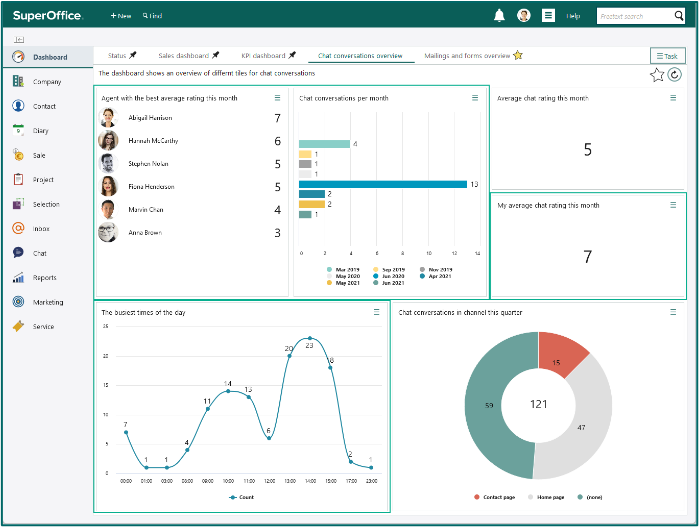 SuperOffice.
+ New
Find
Help
Freetext search
Dashboard
Company
Contact
Diary
Sale
Project
Selection
Inbox
Chat
Reports
Marketing
Service
Status
Sales dashboard
KPI dashboard
Chat conversations overview
Mailings and forms overview
Task
The dashboard shows an overview of differnt tiles for chat conversations
Agent with the best average rating this month
Abigail Harrison 7
Hannah McCarthy 6
Stephen Nolan 5
Fiona Henderson 5
Marvin Chan 4
Anna Brown 3
Chat conversations per month
4
1
1
1
13
2
2
1
0 2 4 6 8 10 12 14
Mar 2019 Sep 2019 Nov 2019
May 2020 Jun 2020 Apr 2021
May 2021 Jun 2021
Average chat rating this month
5
My average chat rating this month
7
The busiest times of the day
25
20
15
10
5
0
7 1 1 4 11 14 13 6 20 23 18 2 1
00:00 01:00 03:00 08:00 09:00 10:00 11:00 12:00 13:00 14:00 15:00 17:00 23:00
Count
Chat conversations in channel this quarter
15
59
121
47
Contact page Home page (none)